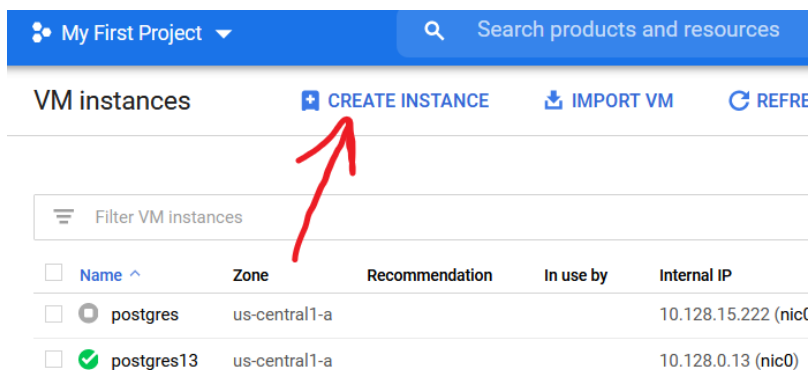 My First Project Search products and resources
VM instances CREATE INSTANCE IMPORT VM REFRE
Filter VM instances
Name Zone Recommendation In use by Internal IP
postgres us-central1-a 10.128.15.222 (nic0
postgres13 us-central1-a 10.128.0.13 (nic0)